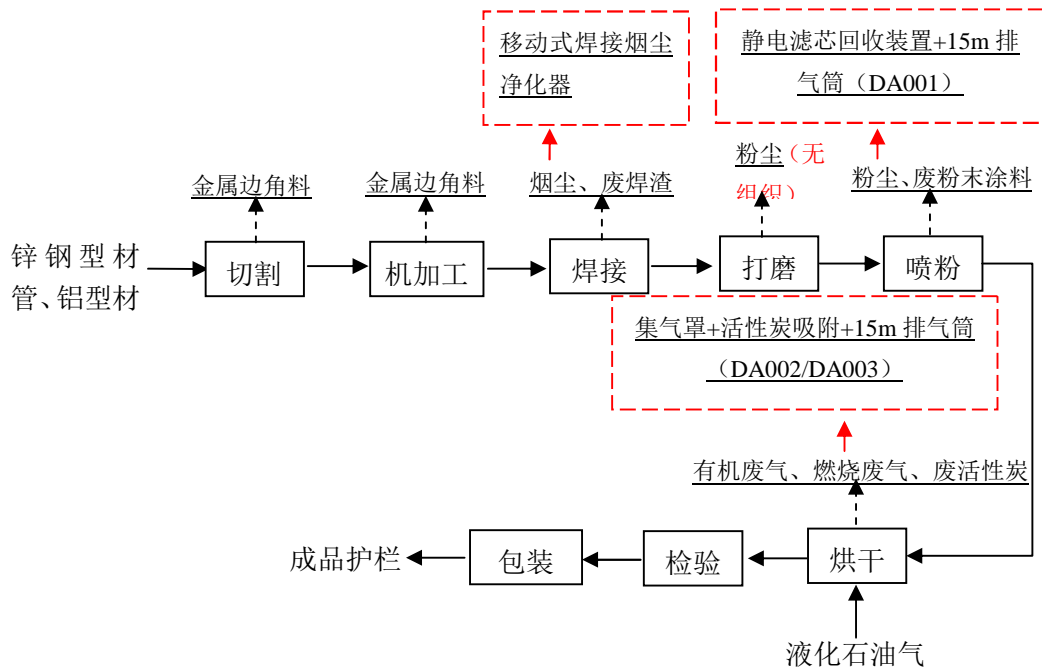 移动式焊接烟尘
净化器
静电滤芯回收装置+15m 排
气筒（DA001）
粉尘（无
组织）
金属边角料
金属边角料
烟尘、废焊渣
粉尘、废粉末涂料
锌钢型材
管、铝型材
切割
机加工
焊接
打磨
喷粉
集气罩+活性炭吸附+15m 排气筒
（DA002/DA003）
有机废气、燃烧废气、废活性炭
成品护栏
包装
检验
烘干
液化石油气